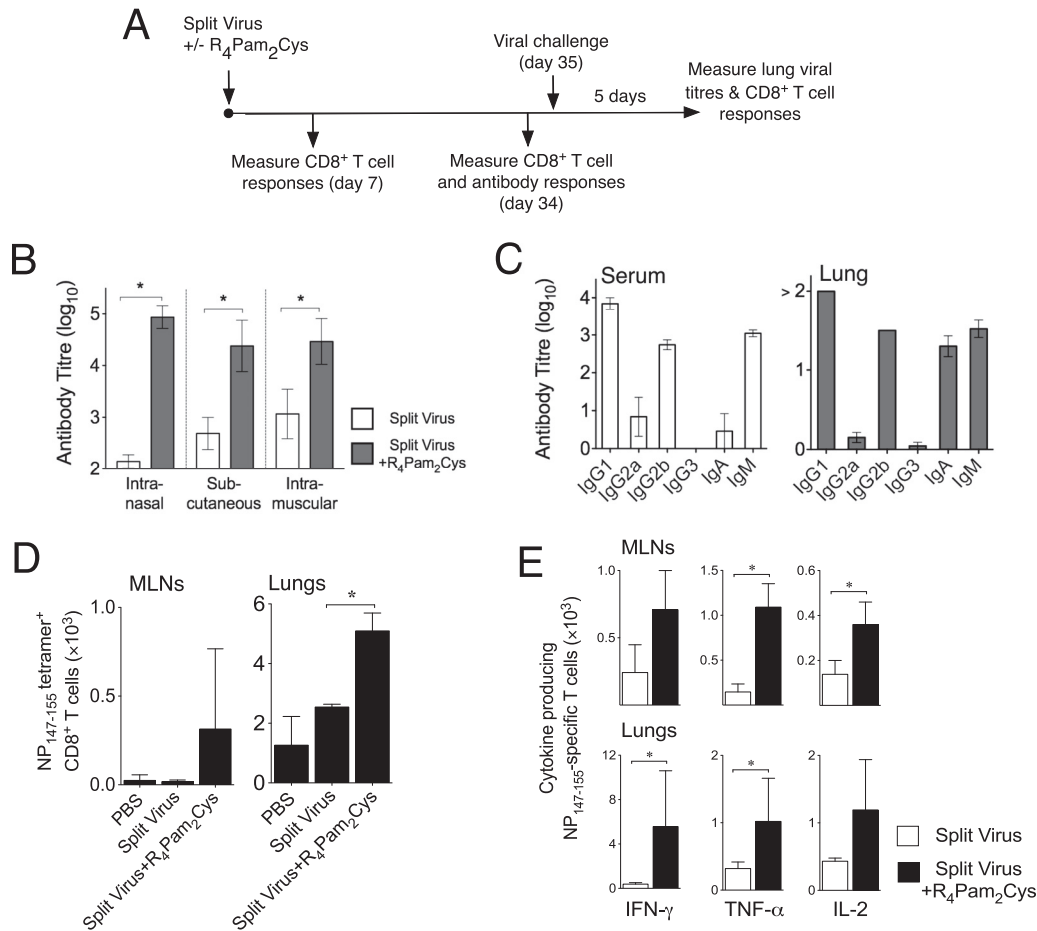 A
Split Virus
+/- R₄Pam₂Cys
Viral challenge
(day 35)
5 days
Measure lung viral
titres & CD8⁺ T cell
responses
Measure CD8⁺ T cell
responses (day 7)
Measure CD8⁺ T cell
and antibody responses
(day 34)
B
Antibody Titre (log₁₀)
5
4
3
2
*
*
*
Intra-
nasal
Sub-
cutaneous
Intra-
muscular
Split Virus
Split Virus
+R₄Pam₂Cys
C
Serum
Antibody Titre (log₁₀)
4
3
2
1
0
IgG1
IgG2a
IgG2b
IgG3
IgA
IgM
Lung
> 2
1
0
IgG1
IgG2a
IgG2b
IgG3
IgA
IgM
D
NP₁₄₇₋₁₅₅ tetramer⁺
CD8⁺ T cells (×10³)
MLNs
1.0
0.5
0.0
PBS
Split Virus
Split Virus+R₄Pam₂Cys
Lungs
6
4
2
0
*
PBS
Split Virus
Split Virus+R₄Pam₂Cys
E
Cytokine producing
NP₁₄₇₋₁₅₅-specific T cells (×10³)
MLNs
1.0
0.5
1.5
1.0
0.5
*
0.6
0.4
0.2
*
Lungs
12
8
4
0
*
IFN-γ
2
1
0
*
TNF-α
2
1
0
IL-2
Split Virus
Split Virus
+R₄Pam₂Cys